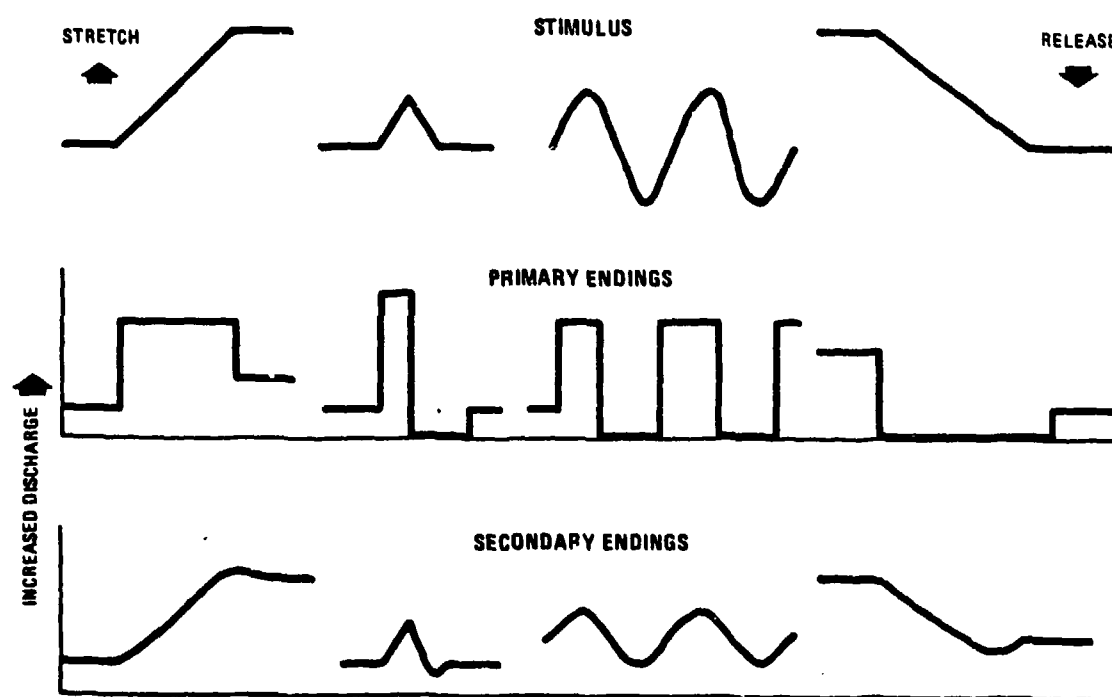 STRETCH
STIMULUS
RELEASE
PRIMARY ENDINGS
INCREASED DISCHARGE
SECONDARY ENDINGS